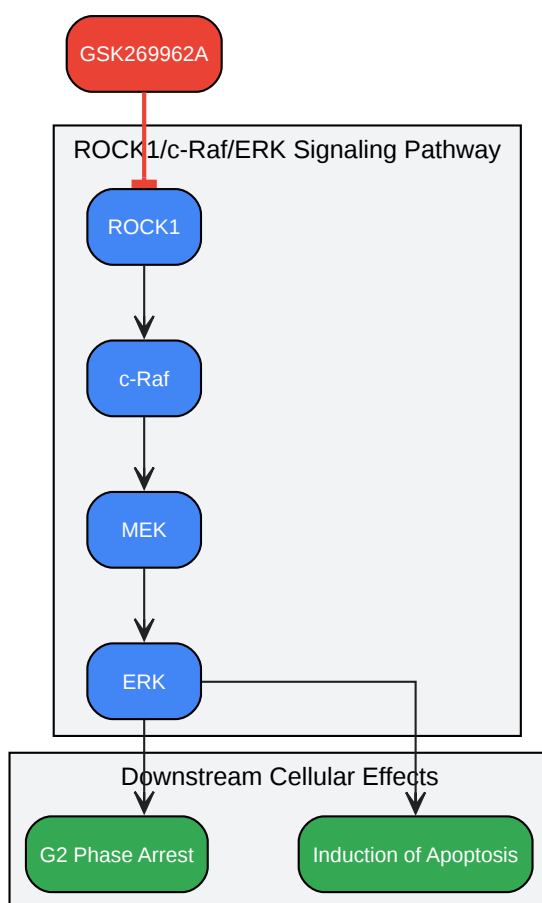 GSK269962A
ROCK1/c-Raf/ERK Signaling Pathway
ROCK1
c-Raf
MEK
ERK
Downstream Cellular Effects
G2 Phase Arrest
Induction of Apoptosis